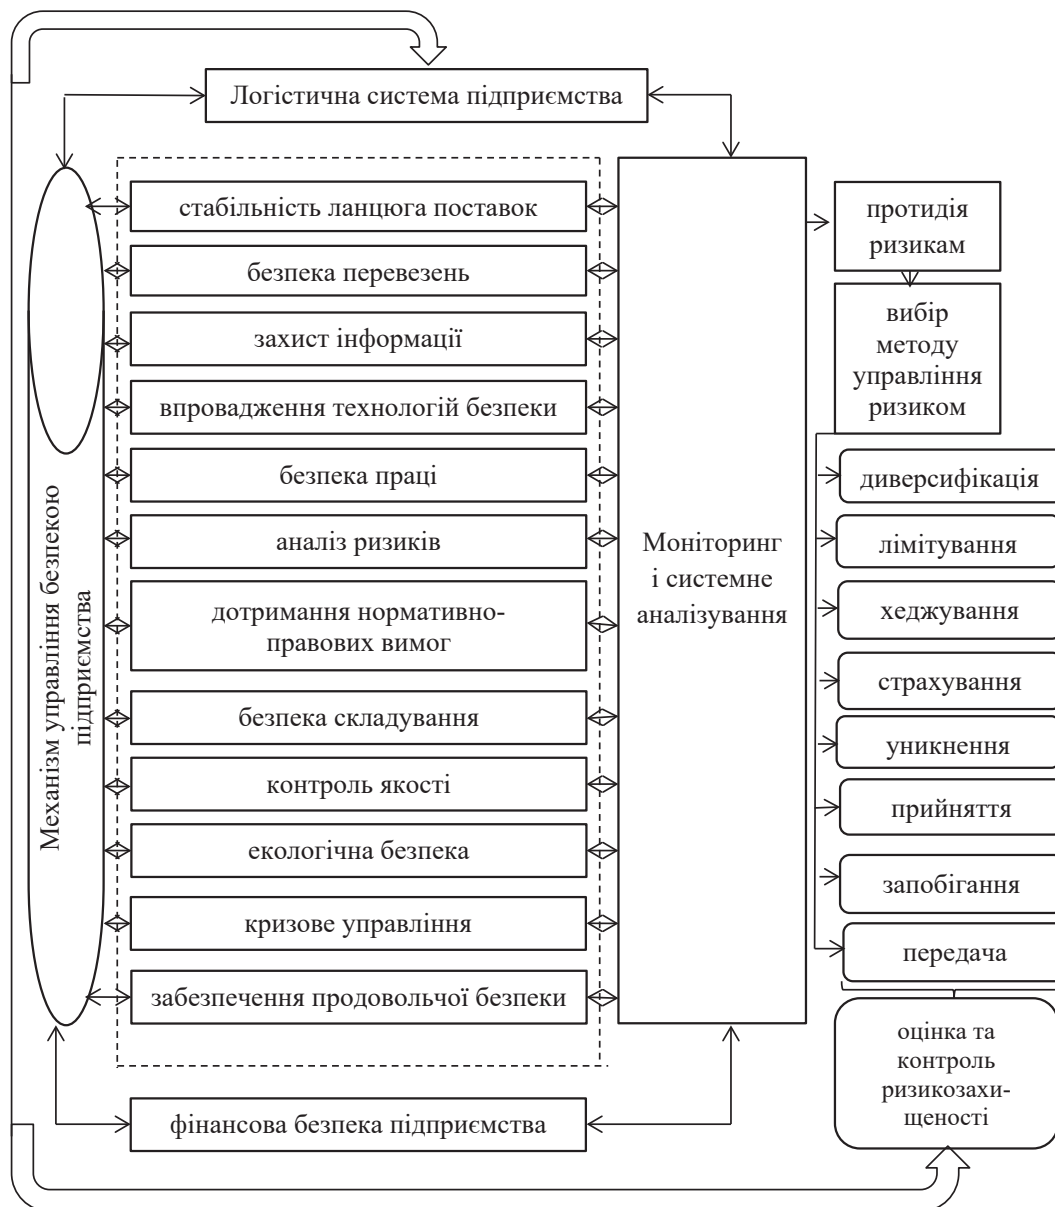 Логістична система підприємства
Механізм управління безпекою
підприємства
стабільність ланцюга поставок
безпека перевезень
захист інформації
впровадження технологій безпеки
безпека праці
аналіз ризиків
дотримання нормативно-
правових вимог
безпека складування
контроль якості
екологічна безпека
кризове управління
забезпечення продовольчої безпеки
фінансова безпека підприємства
Моніторинг
і системне
аналізування
протидія
ризикам
вибір
методу
управління
ризиком
диверсифікація
лімітування
хеджування
страхування
уникнення
прийняття
запобігання
передача
оцінка та
контроль
ризикозахи-
щеності